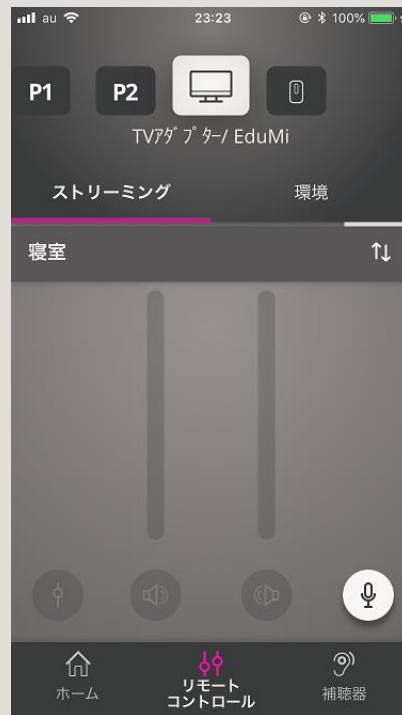 au 23:23 100%
P1 P2
TVｱﾀﾞﾌﾟﾀｰ/ EduMi
ストリーミング 環境
寝室
ホーム リモート 補聴器
コントロール